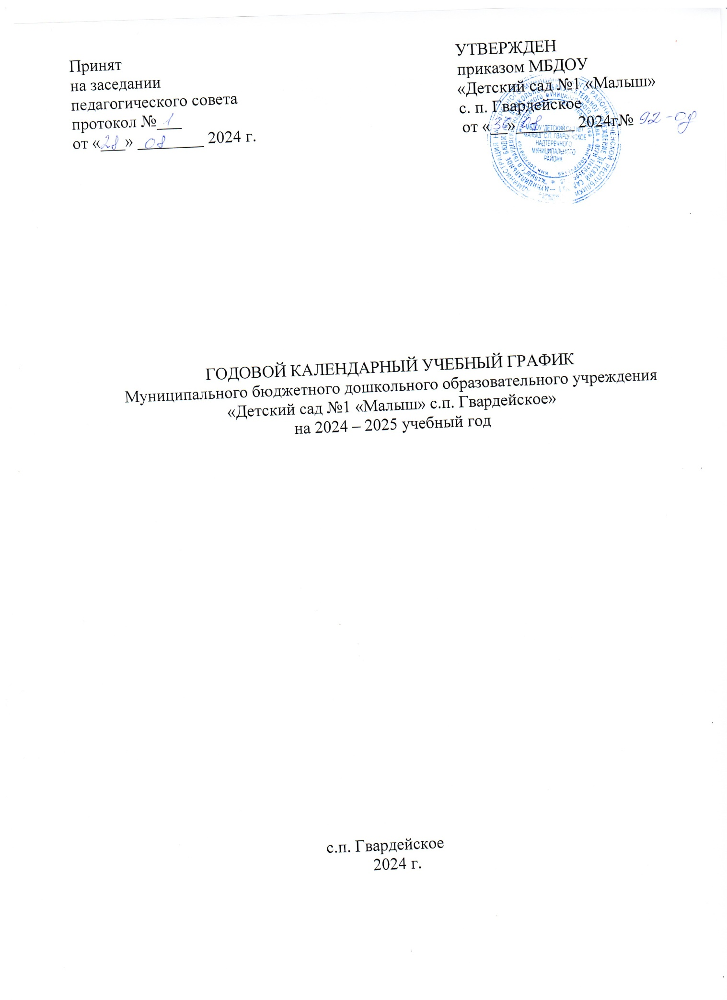 Принят
на заседании
педагогического совета
протокол № 1
от «28» 08 2024 г.
УТВЕРЖДЕН
приказом МБДОУ
«Детский сад №1 «Малыш»
с. п. Гвардейское
от «30» 08 2024г№ 92-од
МБДОУ "ДЕТСКИЙ САД №1
МАЛЫШ" С.П. ГВАРДЕЙСКОЕ
НАДТЕРЕЧНОГО
МУНИЦИПАЛЬНОГО
РАЙОНА
ГОДОВОЙ КАЛЕНДАРНЫЙ УЧЕБНЫЙ ГРАФИК
Муниципального бюджетного дошкольного образовательного учреждения
«Детский сад №1 «Малыш» с.п. Гвардейское»
на 2024 – 2025 учебный год
с.п. Гвардейское
2024 г.